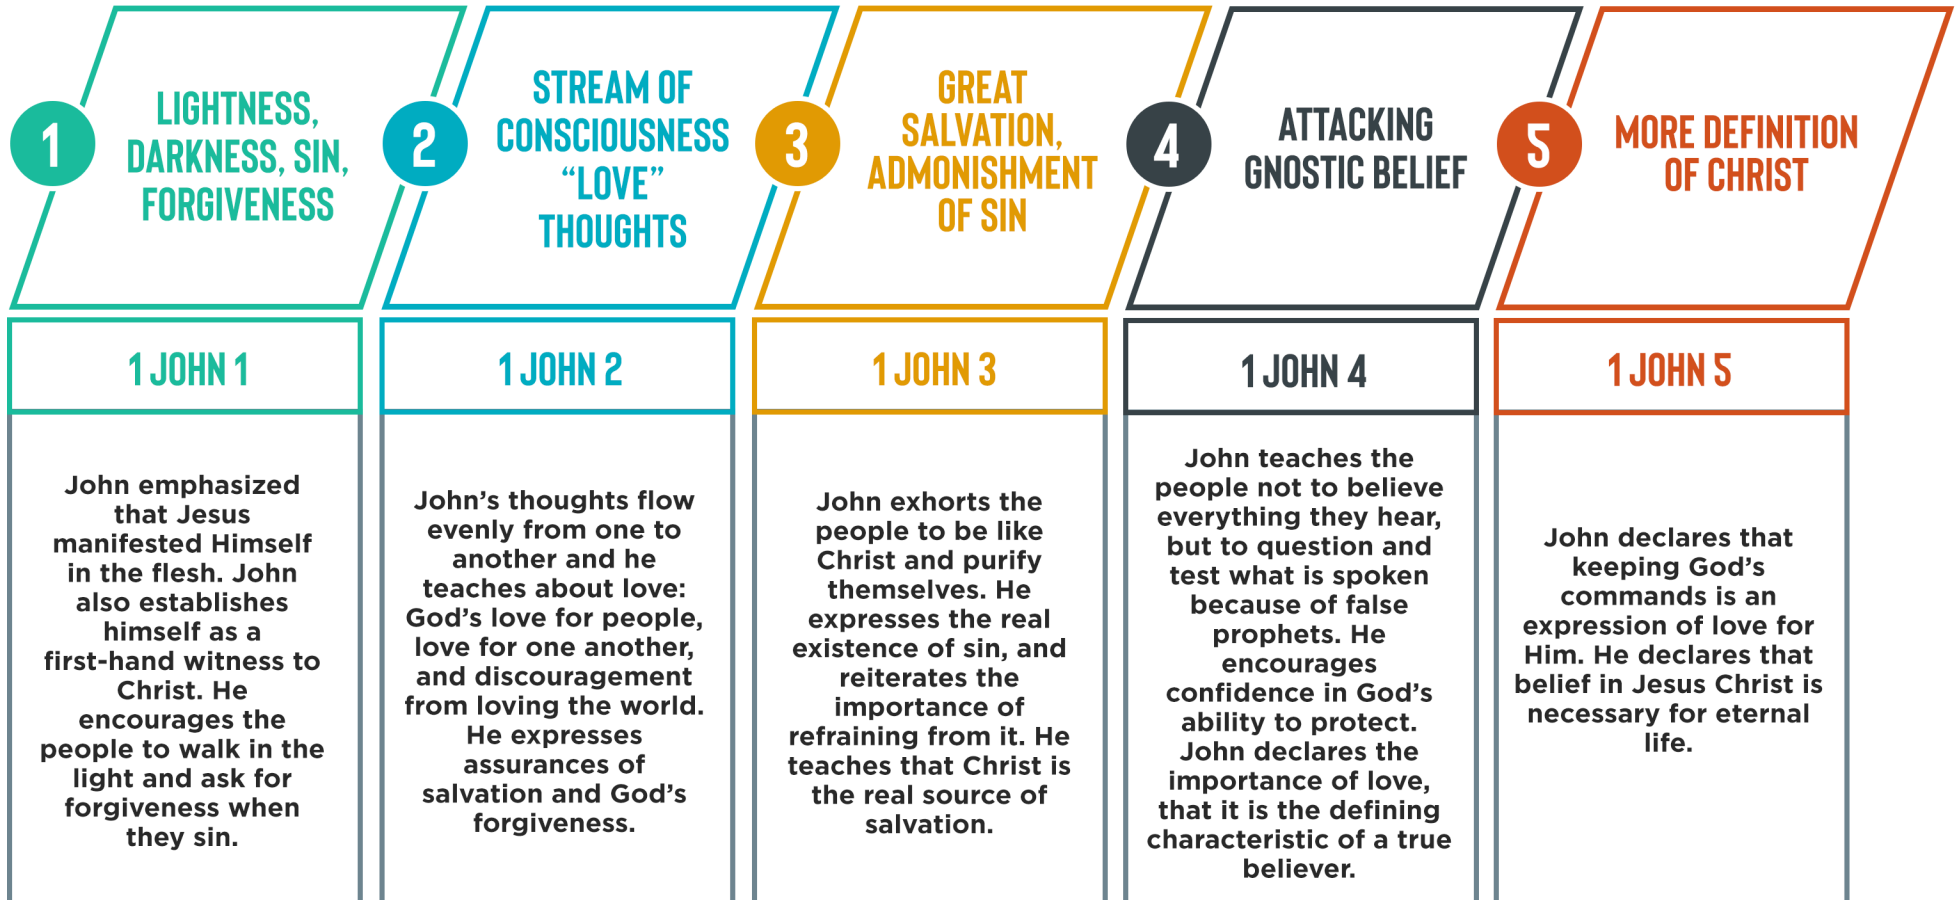 1
LIGHTNESS,
DARKNESS, SIN,
FORGIVENESS
2
STREAM OF
CONSCIOUSNESS
“LOVE”
THOUGHTS
3
GREAT
SALVATION,
ADMONISHMENT
OF SIN
4
ATTACKING
GNOSTIC BELIEF
5
MORE DEFINITION
OF CHRIST
1 JOHN 1
John emphasized
that Jesus
manifested Himself
in the flesh. John
also establishes
himself as a
first-hand witness to
Christ. He
encourages the
people to walk in the
light and ask for
forgiveness when
they sin.
1 JOHN 2
John’s thoughts flow
evenly from one to
another and he
teaches about love:
God’s love for people,
love for one another,
and discouragement
from loving the world.
He expresses
assurances of
salvation and God’s
forgiveness.
1 JOHN 3
John exhorts the
people to be like
Christ and purify
themselves. He
expresses the real
existence of sin, and
reiterates the
importance of
refraining from it. He
teaches that Christ is
the real source of
salvation.
1 JOHN 4
John teaches the
people not to believe
everything they hear,
but to question and
test what is spoken
because of false
prophets. He
encourages
confidence in God’s
ability to protect.
John declares the
importance of love,
that it is the defining
characteristic of a true
believer.
1 JOHN 5
John declares that
keeping God’s
commands is an
expression of love for
Him. He declares that
belief in Jesus Christ is
necessary for eternal
life.